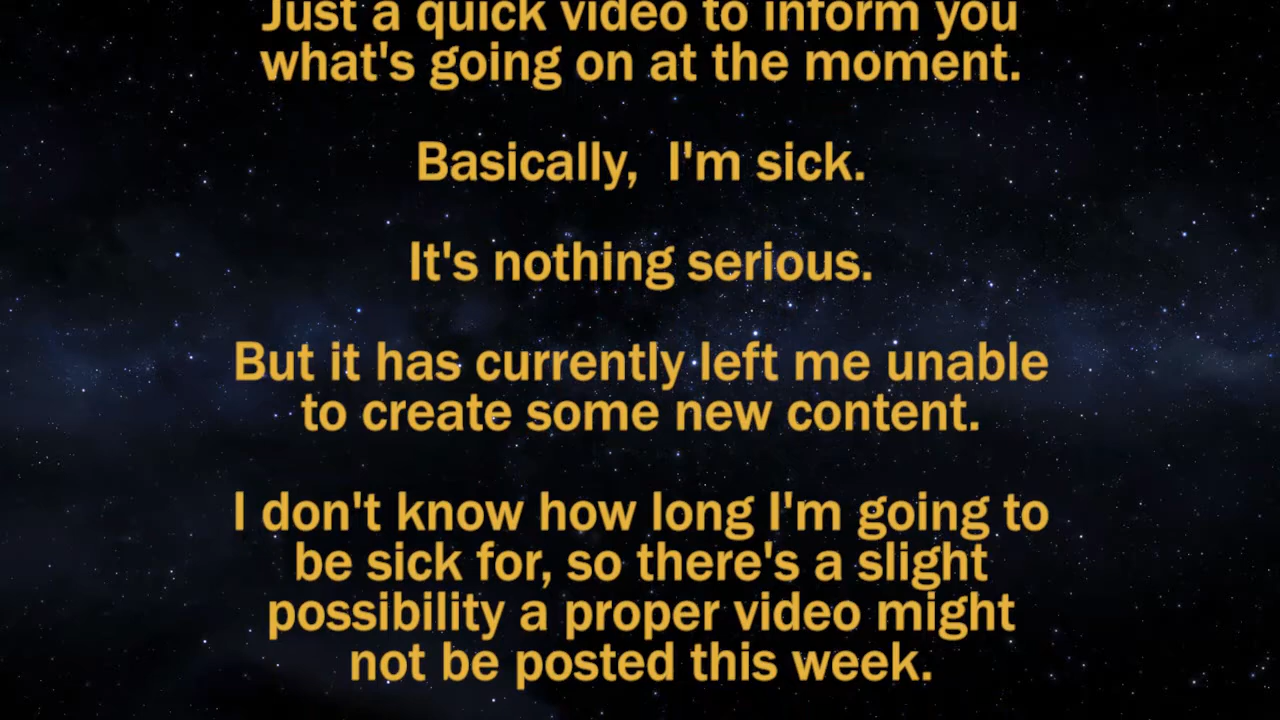 Just a quick video to inform you
what's going on at the moment.
Basically,  I'm sick.
It's nothing serious.
But it has currently left me unable
to create some new content.
I don't know how long I'm going to
be sick for, so there's a slight
possibility a proper video might
not be posted this week.